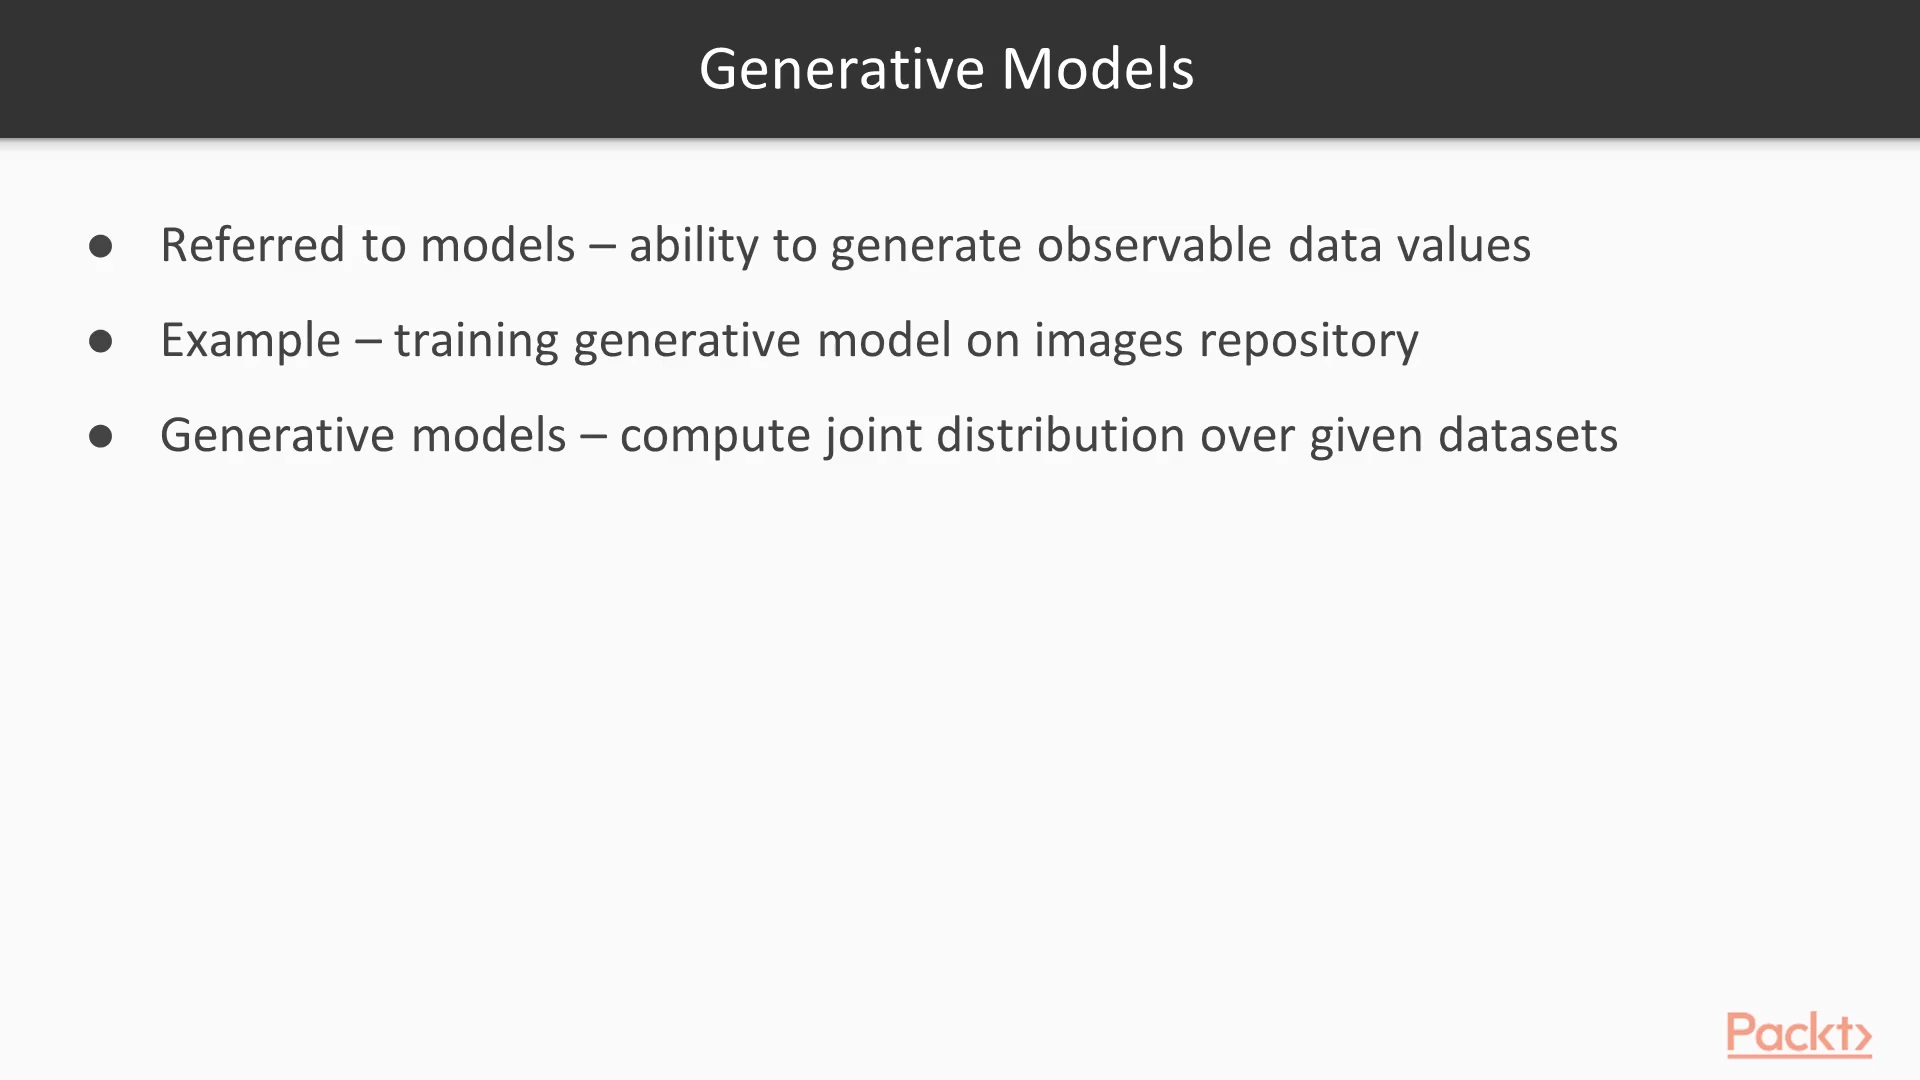 Generative Models
● Referred to models – ability to generate observable data values
● Example – training generative model on images repository
● Generative models – compute joint distribution over given datasets
Packt>